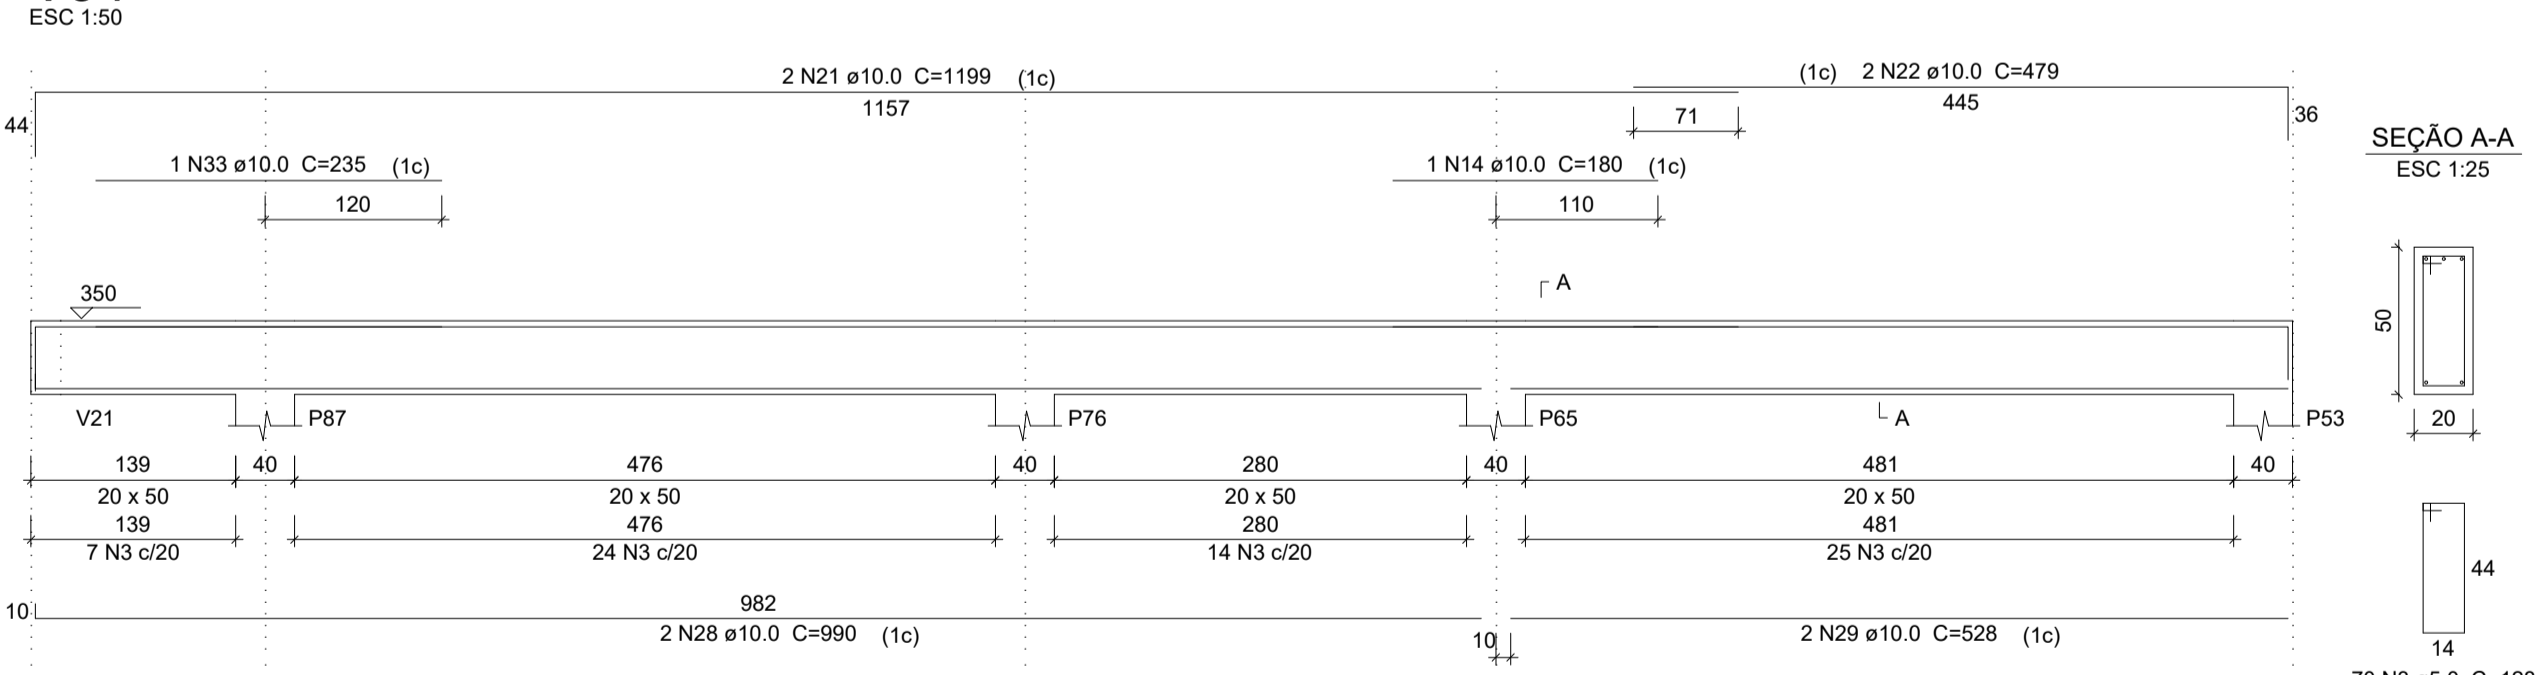 ESC 1:50
2 N21 ø10.0 C=1199 (1c)
(1c) 2 N22 ø10.0 C=479
1157
445
44
71
36
1 N33 ø10.0 C=235 (1c)
1 N14 ø10.0 C=180 (1c)
120
110
SEÇÃO A-A
ESC 1:25
350
A
50
V21
P87
P76
P65
A
P53
20
139
40
476
40
280
40
481
40
20 x 50
20 x 50
20 x 50
20 x 50
139
476
280
481
7 N3 c/20
24 N3 c/20
14 N3 c/20
25 N3 c/20
44
10
982
2 N28 ø10.0 C=990 (1c)
10
2 N29 ø10.0 C=528 (1c)
14